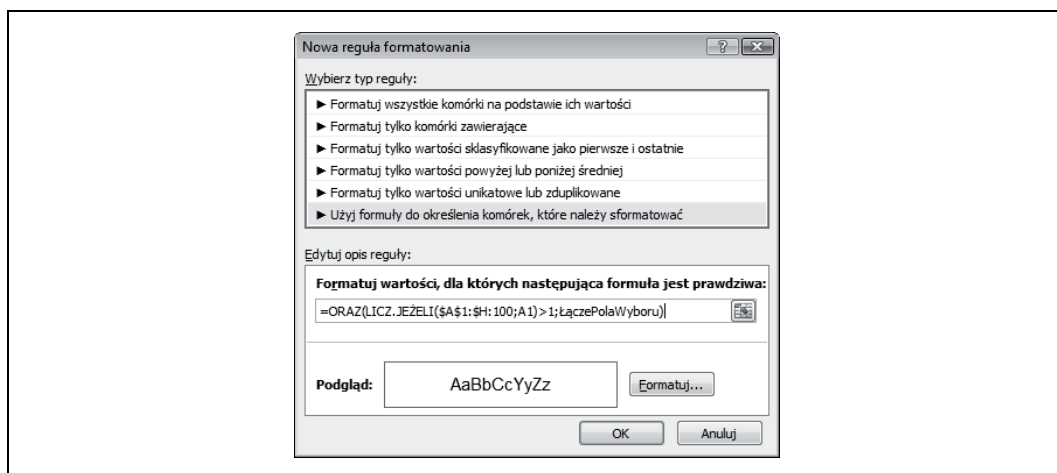 Nowa reguła formatowania
Wybierz typ reguły:
► Formatuj wszystkie komórki na podstawie ich wartości
► Formatuj tylko komórki zawierające
► Formatuj tylko wartości sklasyfikowane jako pierwsze i ostatnie
► Formatuj tylko wartości powyżej lub poniżej średniej
► Formatuj tylko wartości unikatowe lub zduplikowane
► Użyj formuły do określenia komórek, które należy sformatować
Edytuj opis reguły:
Formatuj wartości, dla których następująca formuła jest prawdziwa:
=ORAZ(LICZ.JEŻELI($A$1:$H:100;A1)>1;ŁączePolaWyboru)
Podgląd: AaBbCcYyZz Formatuj...
OK Anuluj